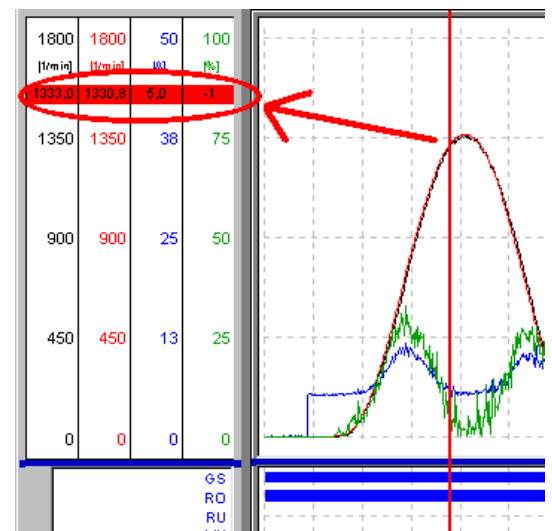 1800 1800 50 100
[1/min] [1/min] [A] [%]
1333,0 1330,8 5,0 -1
1350 1350 38 75
900 900 25 50
450 450 13 25
0 0 0 0
GS
RO
RU